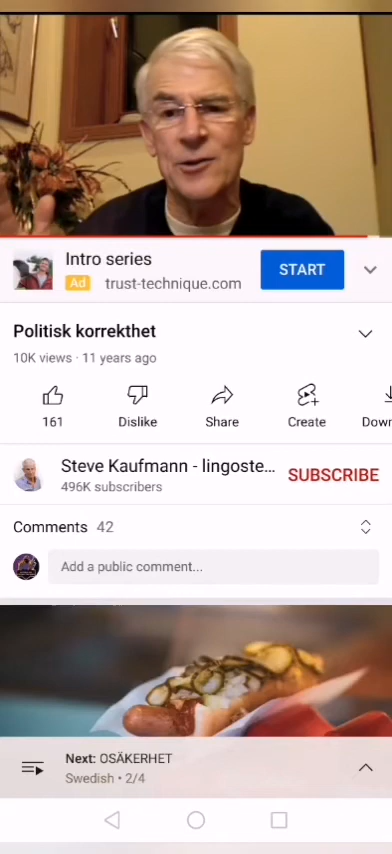 Intro series
START
Ad trust-technique.com
Politisk korrekthet
10K views · 11 years ago
161 Dislike Share Create Down
Steve Kaufmann - lingoste...
496K subscribers
SUBSCRIBE
Comments 42
Add a public comment...
Next: OSÄKERHET
Swedish • 2/4